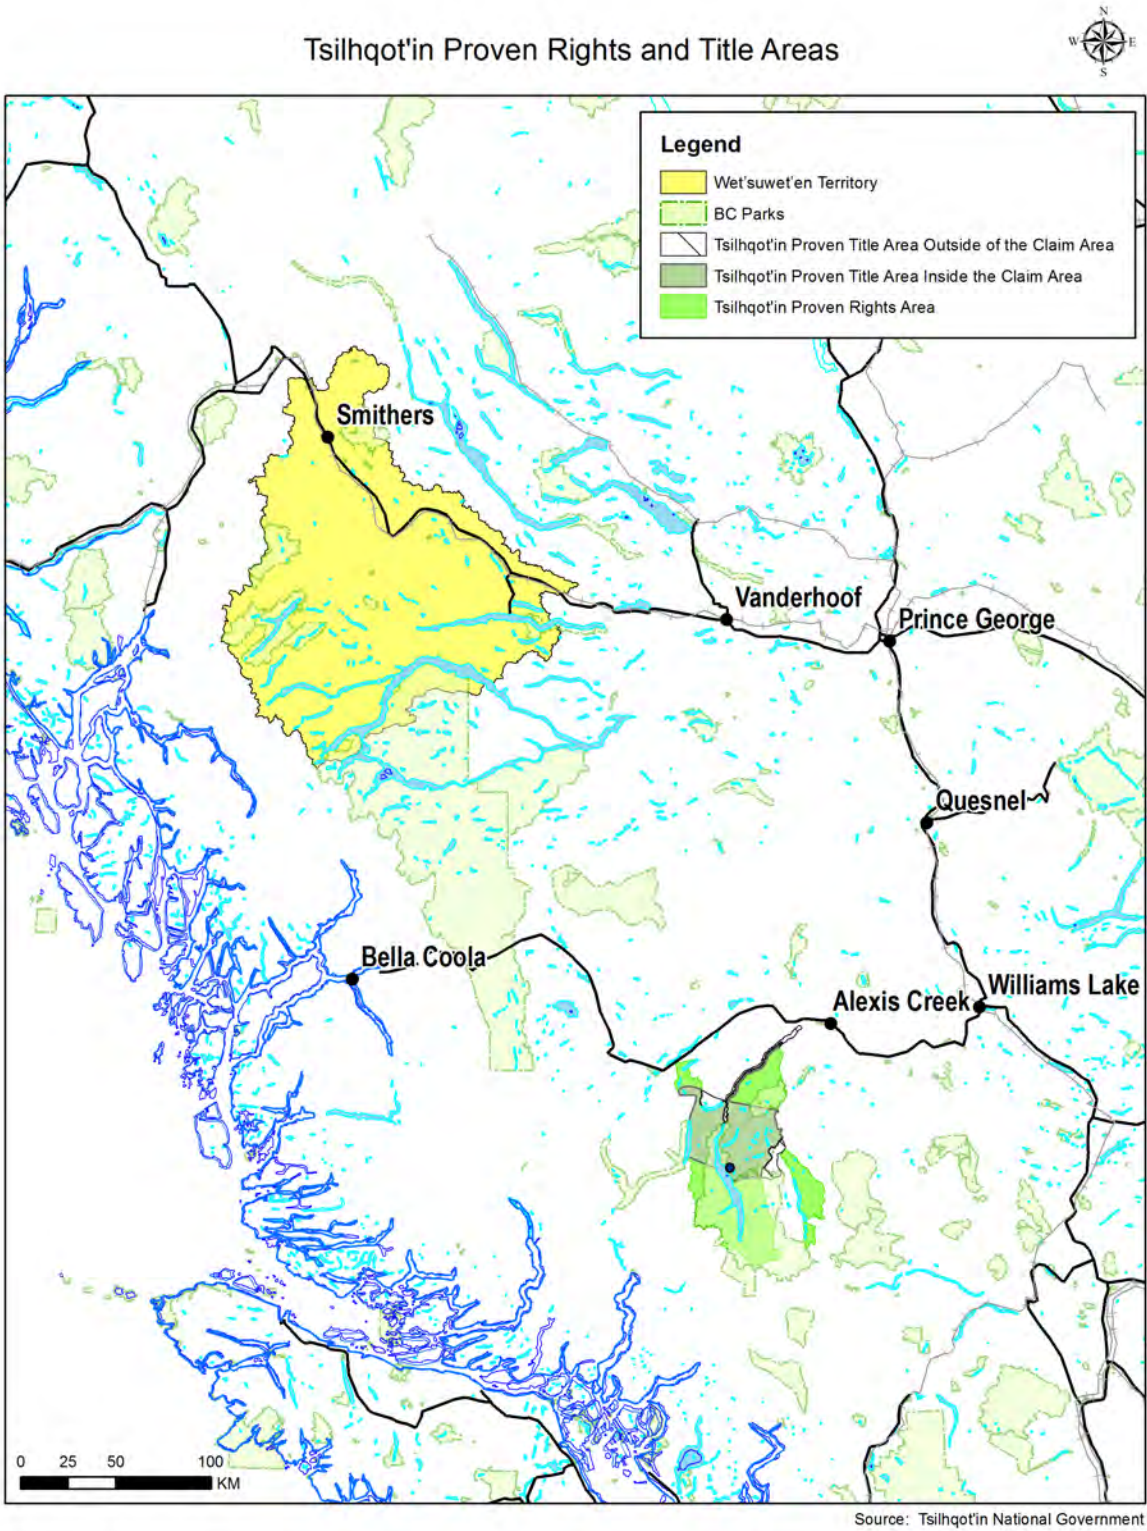 Tsilhqot'in Proven Rights and Title Areas
N
W E
S
Legend
Wet'suwet'en Territory
BC Parks
Tsilhqot'in Proven Title Area Outside of the Claim Area
Tsilhqot'in Proven Title Area Inside the Claim Area
Tsilhqot'in Proven Rights Area
Smithers
Vanderhoof
Prince George
Quesnel
Bella Coola
Williams Lake
Alexis Creek
0 25 50 100
KM
Source: Tsilhqot'in National Government